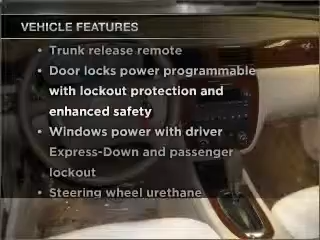 VEHICLE FEATURES
• Trunk release remote
• Door locks power programmable
with lockout protection and
enhanced safety
• Windows power with driver
Express-Down and passenger
lockout
• Steering wheel urethane